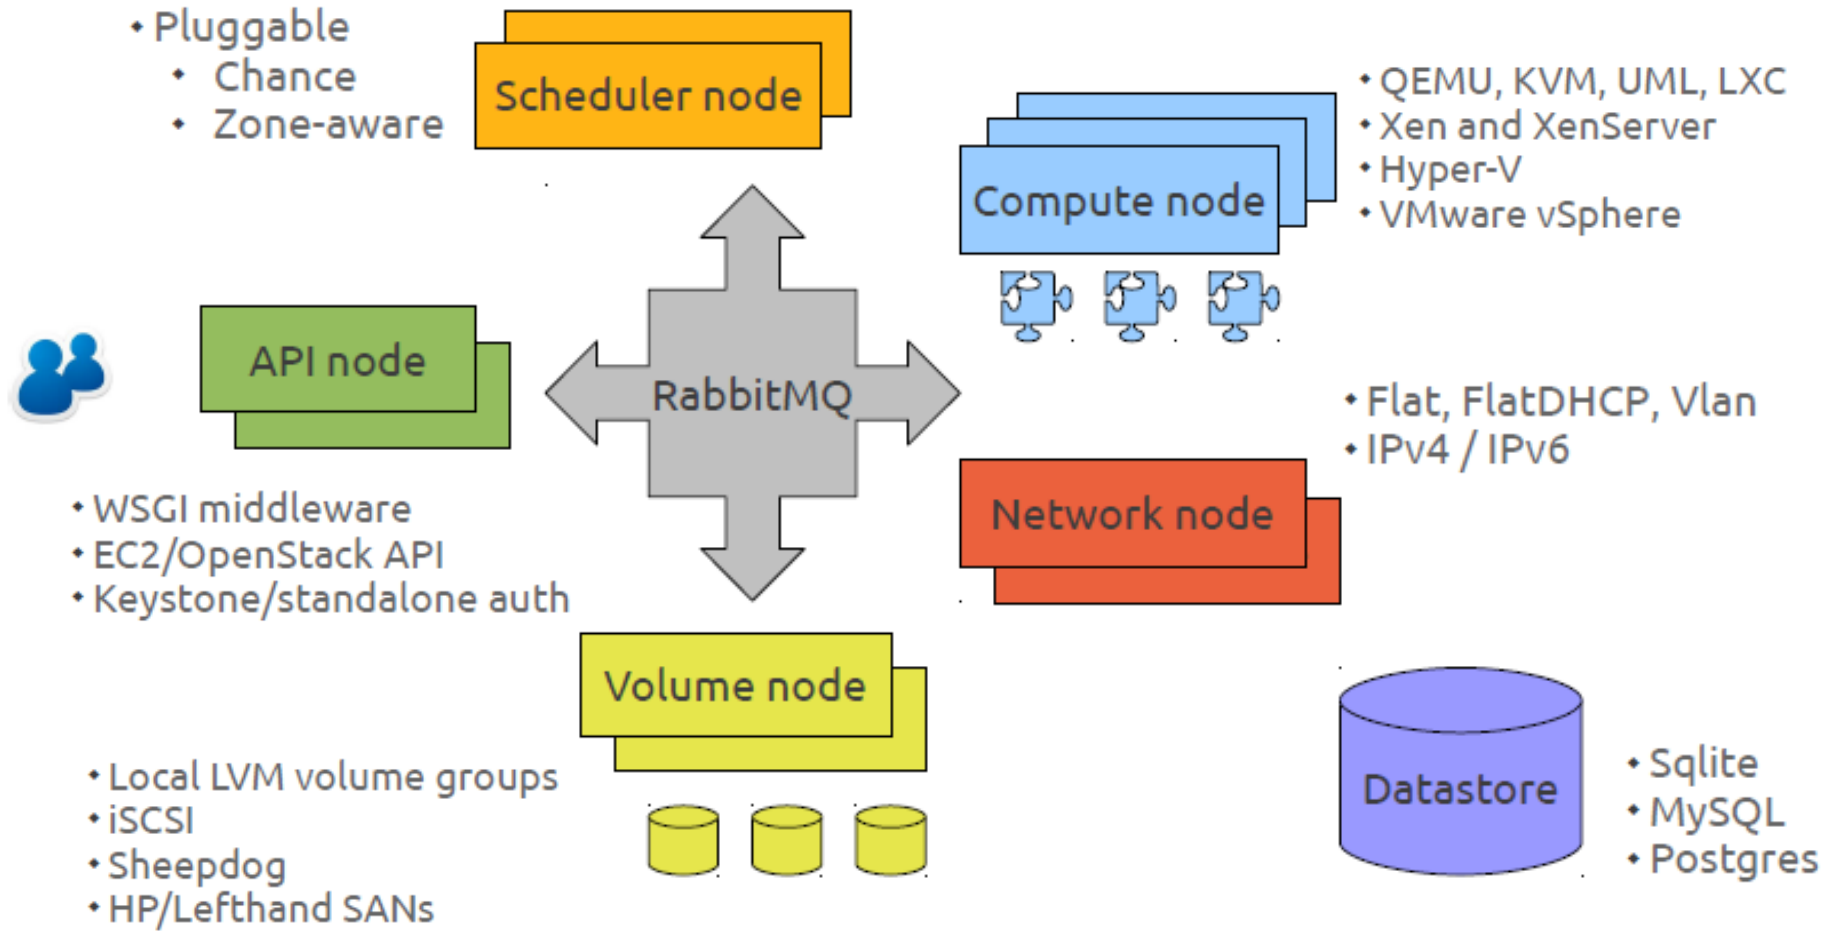 Pluggable
Chance
Zone-aware
Scheduler node
Compute node
QEMU, KVM, UML, LXC
Xen and XenServer
Hyper-V
VMware vSphere
API node
RabbitMQ
Flat, FlatDHCP, Vlan
IPv4 / IPv6
Network node
WSGI middleware
EC2/OpenStack API
Keystone/standalone auth
Volume node
Local LVM volume groups
iSCSI
Sheepdog
HP/Lefthand SANs
Datastore
Sqlite
MySQL
Postgres